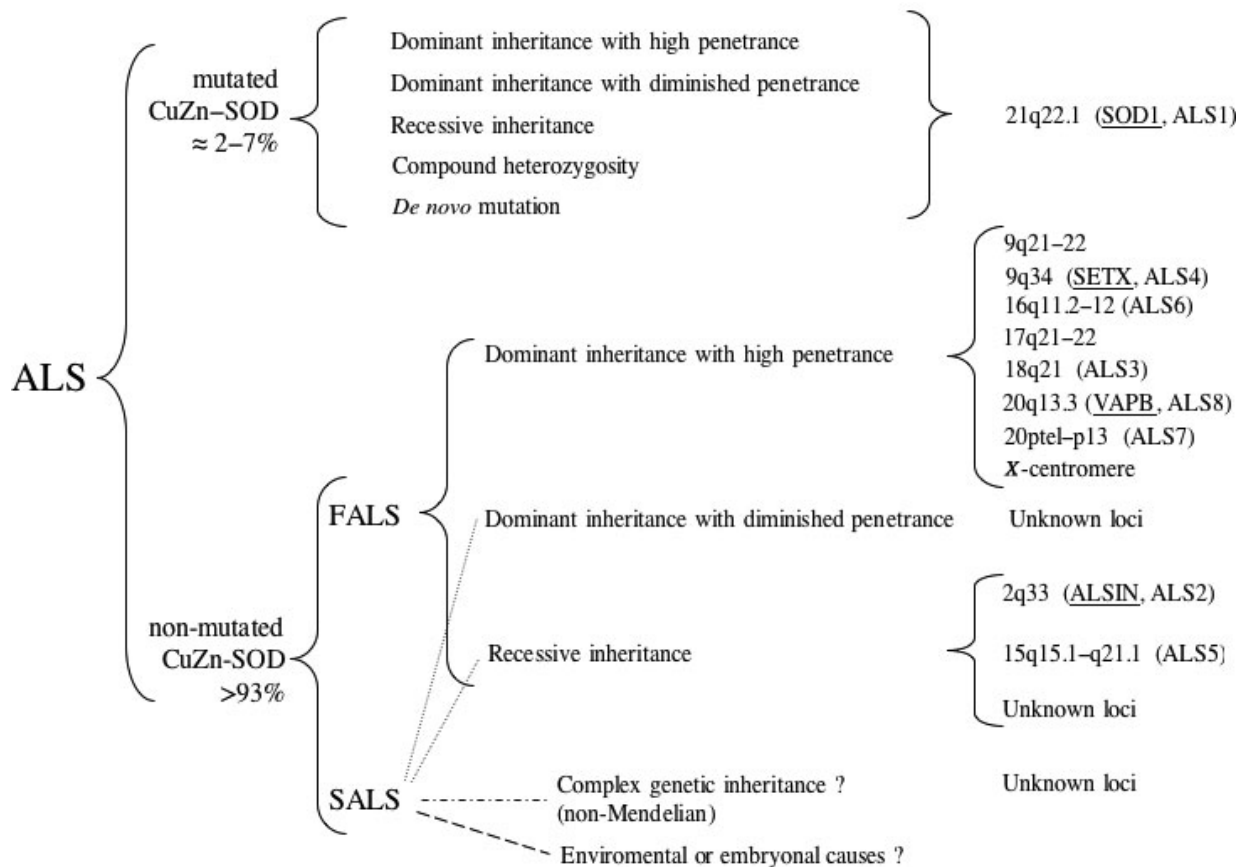 Dominant inheritance with high penetrance
mutated
Dominant inheritance with diminished penetrance
CuZn–SOD
21q22.1 (SOD1, ALS1)
Recessive inheritance
≈ 2–7%
Compound heterozygosity
De novo mutation
9q21–22
9q34 (SETX, ALS4)
16q11.2–12 (ALS6)
17q21–22
Dominant inheritance with high penetrance
ALS
18q21 (ALS3)
20q13.3 (VAPB, ALS8)
20ptel–p13 (ALS7)
X-centromere
FALS
Dominant inheritance with diminished penetrance
Unknown loci
2q33 (ALSIN, ALS2)
non-mutated
CuZn-SOD
>93%
Recessive inheritance
15q15.1–q21.1 (ALS5)
Unknown loci
SALS
Complex genetic inheritance ?
(non-Mendelian)
Unknown loci
Enviromental or embryonal causes ?